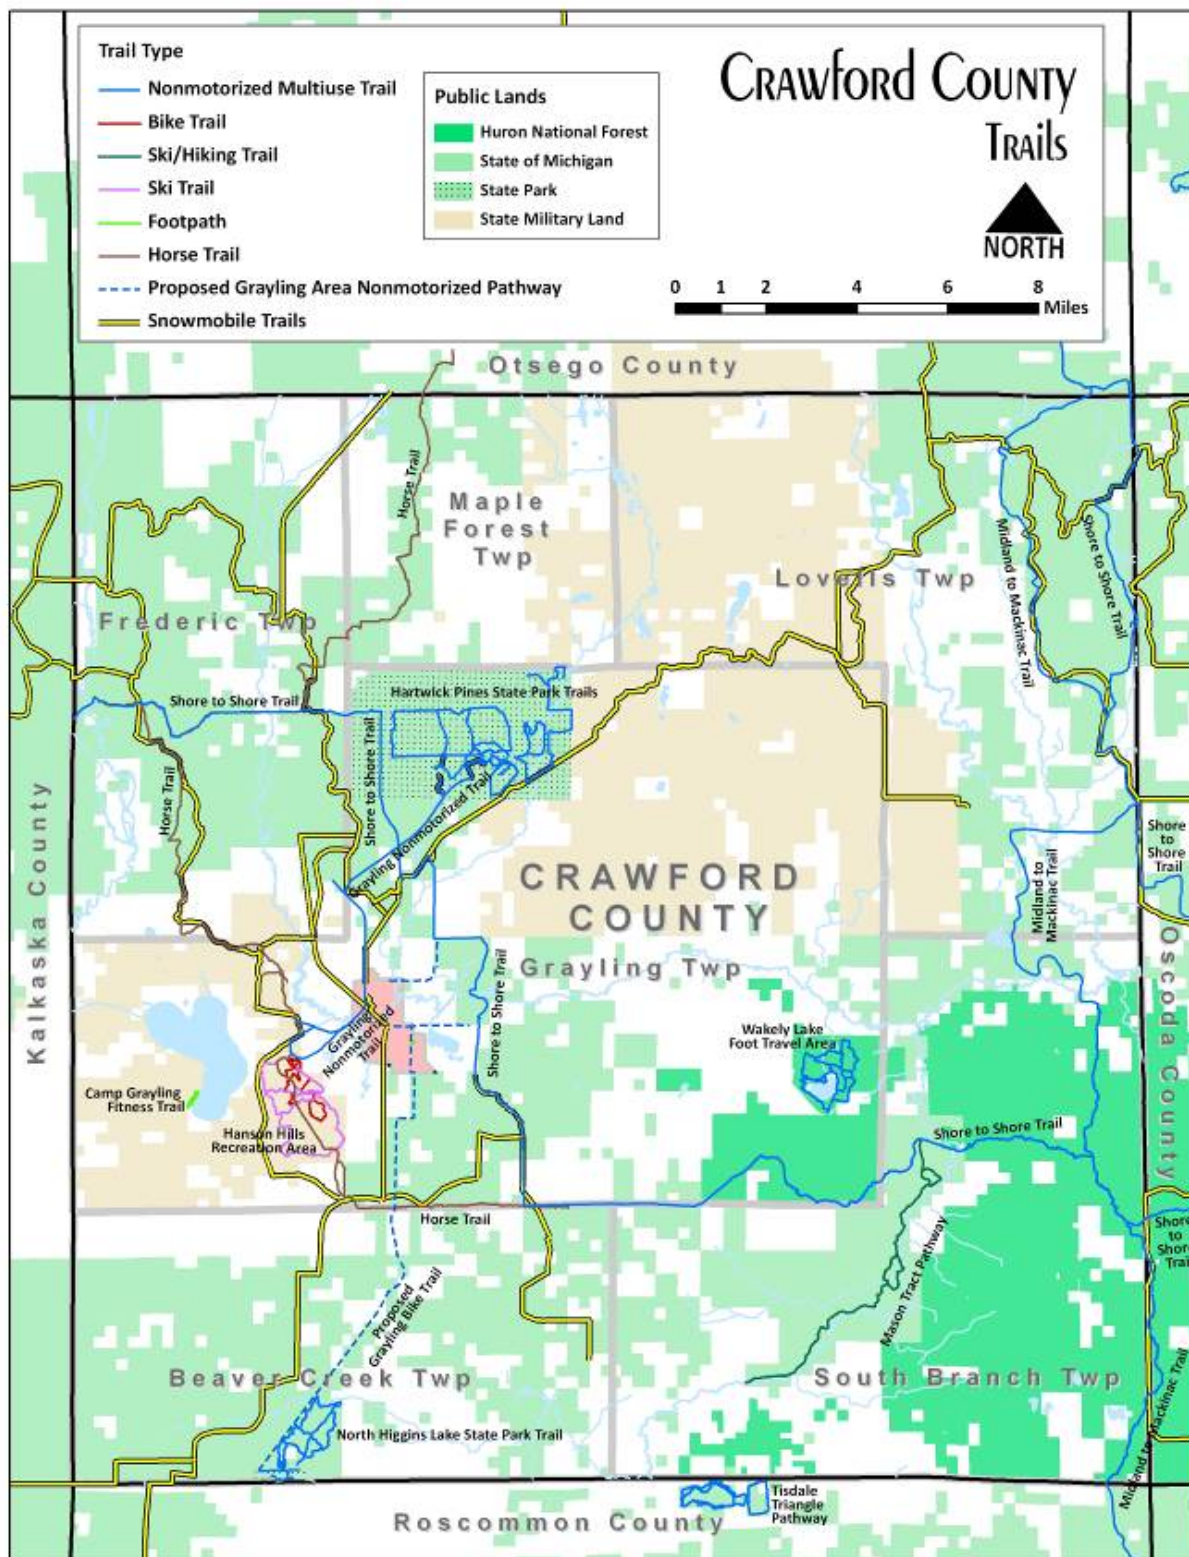 Trail Type
Nonmotorized Multiuse Trail
Bike Trail
Ski/Hiking Trail
Ski Trail
Footpath
Horse Trail
Proposed Grayling Area Nonmotorized Pathway
Snowmobile Trails
Public Lands
Huron National Forest
State of Michigan
State Park
State Military Land
Crawford County
Trails
NORTH
0 1 2 4 6 8
Miles
Otsego County
Horse Trail
Maple
Forest
Twp
Midland to Mackinac Trail
Shore to Shore Trail
Lovells Twp
Frederic Twp
Shore to Shore Trail
Hartwick Pines State Park Trails
Shore to Shore Trail
Horse Trail
Grayling Nonmotorized Trail
Kalkaska County
CRAWFORD
COUNTY
Shore
to
Shore
Trail
Midland to
Mackinac Trail
Oscoda County
Grayling Twp
Shore to Shore Trail
Grayling
Nonmotorized
Trail
Wakely Lake
Foot Travel Area
Camp Grayling
Fitness Trail
Hanson Hills
Recreation Area
Shore to Shore Trail
Horse Trail
Shore
to
Shore
Trail
Mason Tract Pathway
Proposed
Grayling Bike Trail
Beaver Creek Twp
South Branch Twp
Midland to Mackinac Trail
North Higgins Lake State Park Trail
Tisdale
Triangle
Pathway
Roscommon County